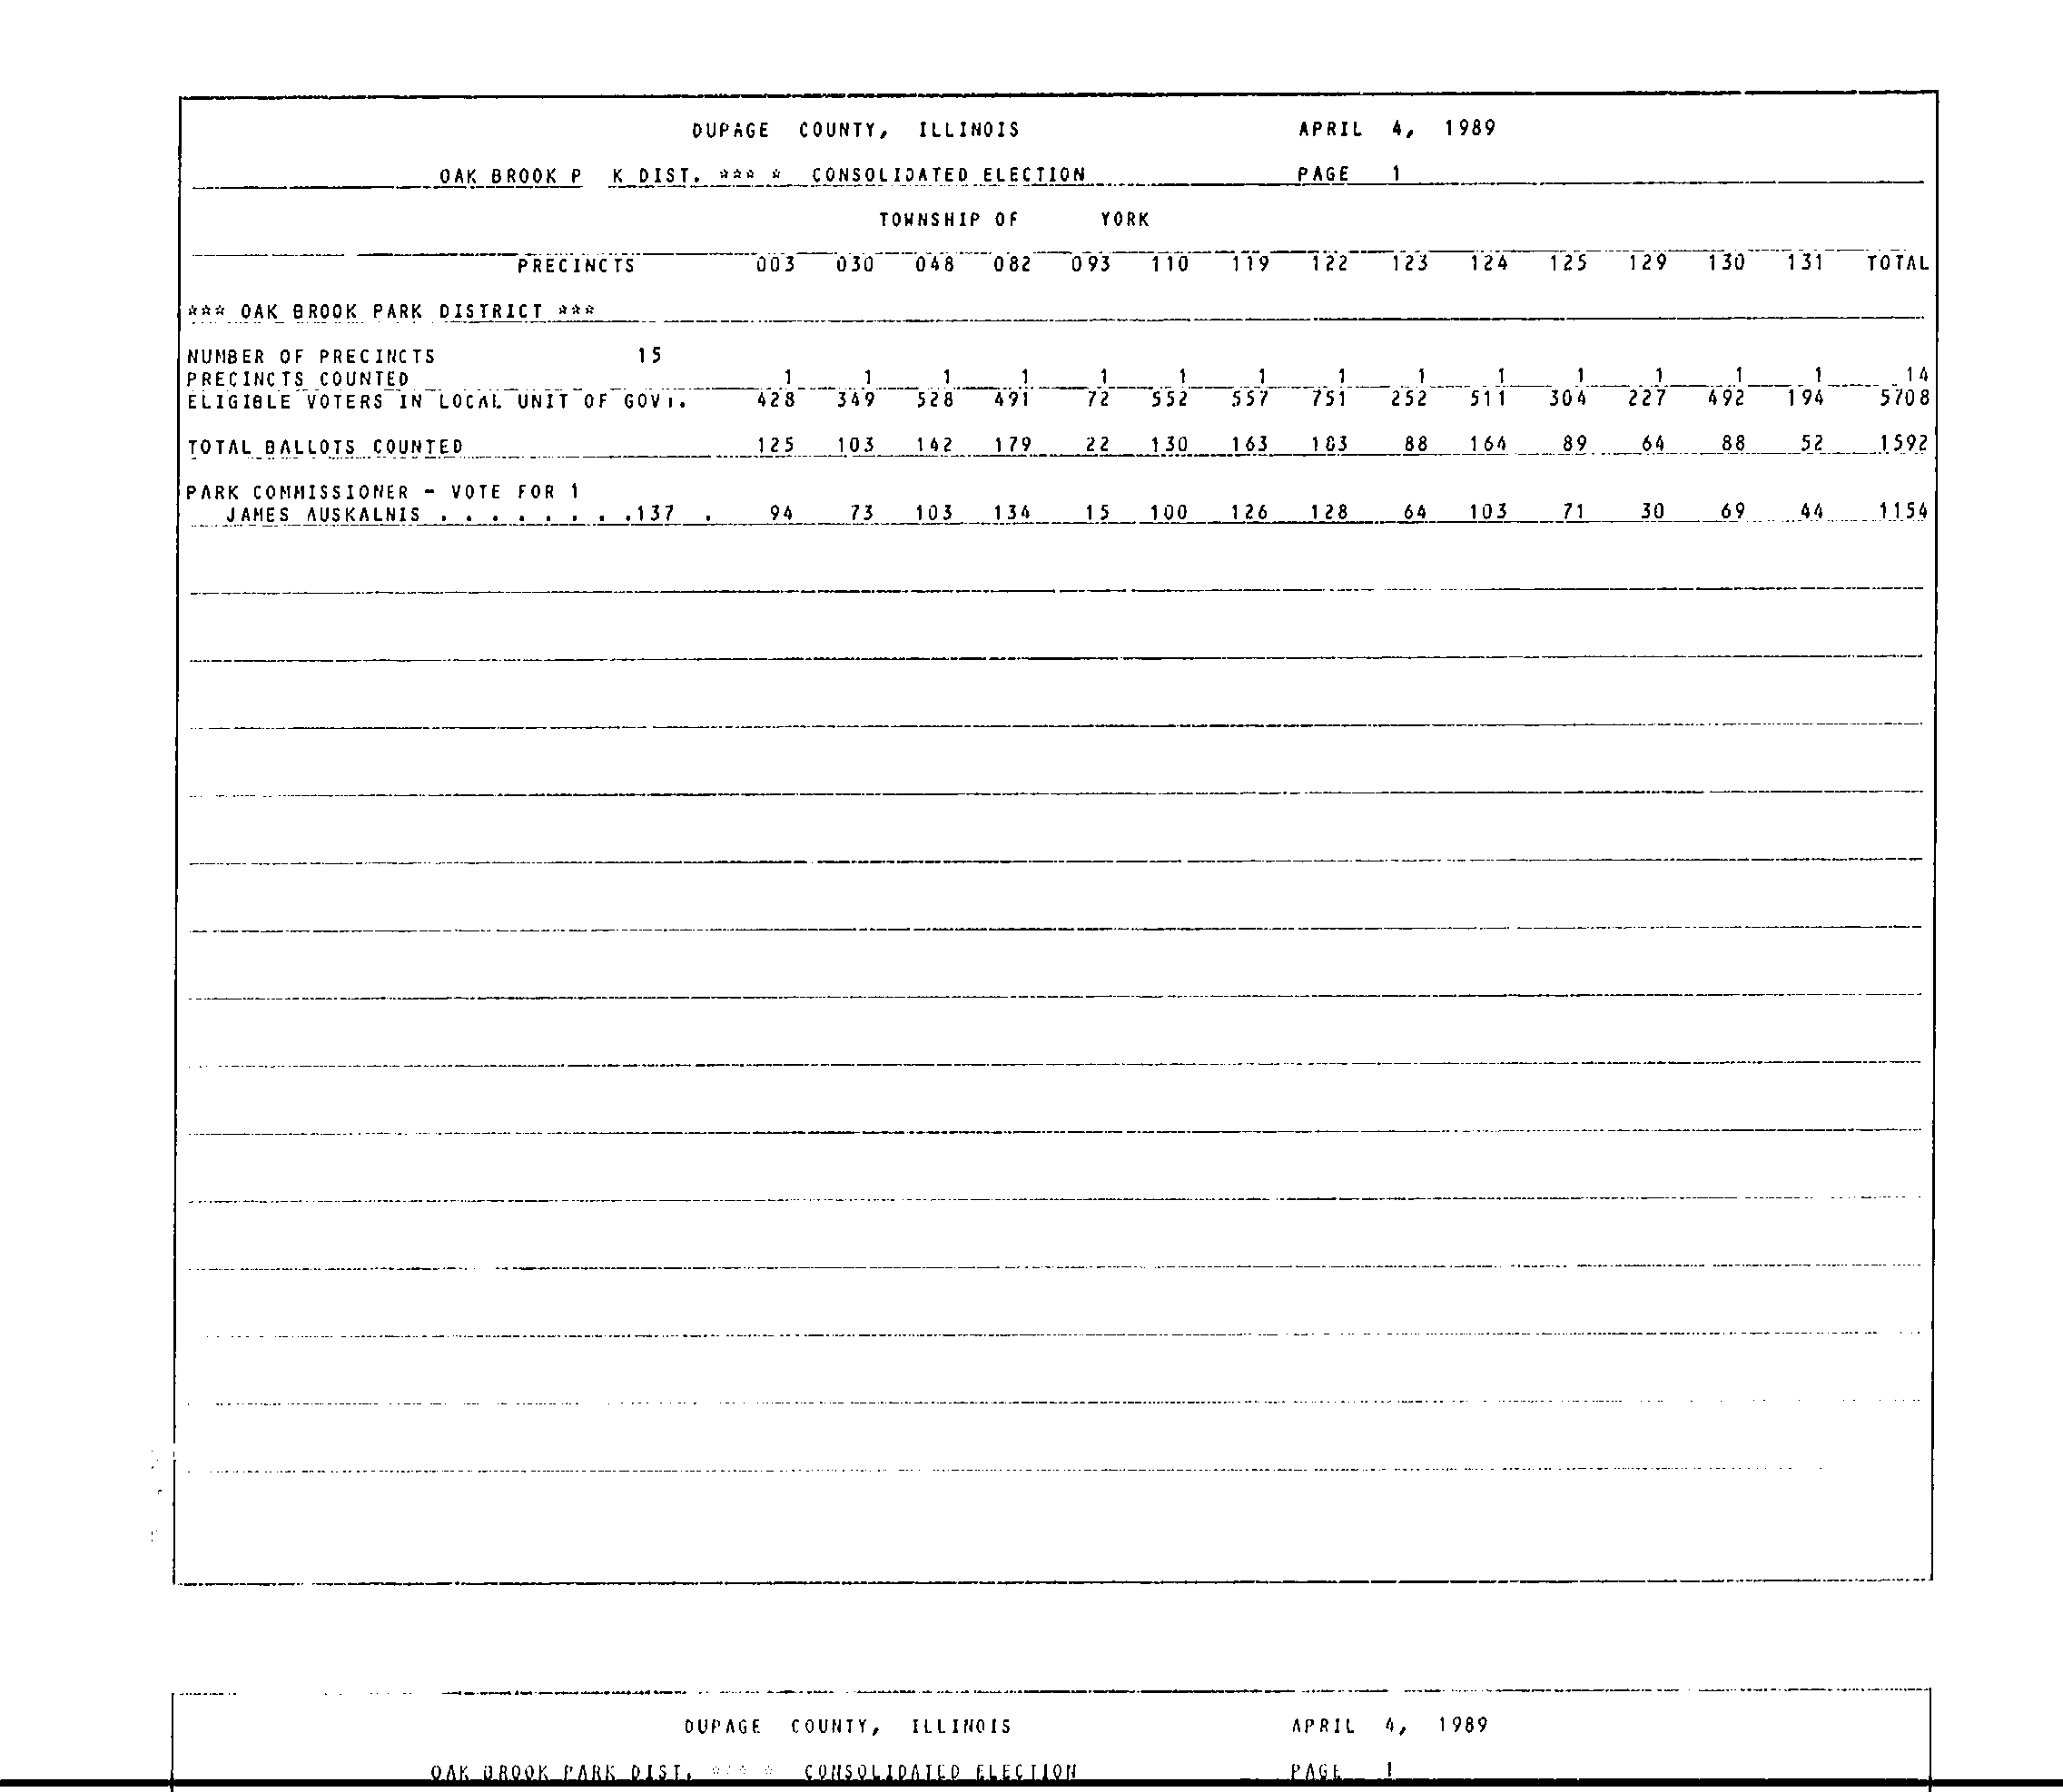 DUPAGE COUNTY, ILLINOIS APRIL 4, 1989
OAK BROOK P K DIST. *** * CONSOLIDATED ELECTION PAGE 1
TOWNSHIP OF YORK
PRECINCTS 003 030 048 082 093 110 119 122 123 124 125 129 130 131 TOTAL
*** OAK BROOK PARK DISTRICT ***
NUMBER OF PRECINCTS 15
PRECINCTS COUNTED 1 1 1 1 1 1 1 1 1 1 1 1 1 1 14
ELIGIBLE VOTERS IN LOCAL UNIT OF GOVT. 428 349 528 491 72 552 557 751 252 511 304 227 492 194 5708
TOTAL BALLOTS COUNTED 125 103 142 179 22 130 163 183 88 164 89 64 88 52 1592
PARK COMMISSIONER - VOTE FOR 1
JAMES AUSKALNIS . . . . . . . .137 . 94 73 103 134 15 100 126 128 64 103 71 30 69 44 1154
DUPAGE COUNTY, ILLINOIS APRIL 4, 1989
OAK BROOK PARK DIST. *** * CONSOLIDATED ELECTION PAGE 1